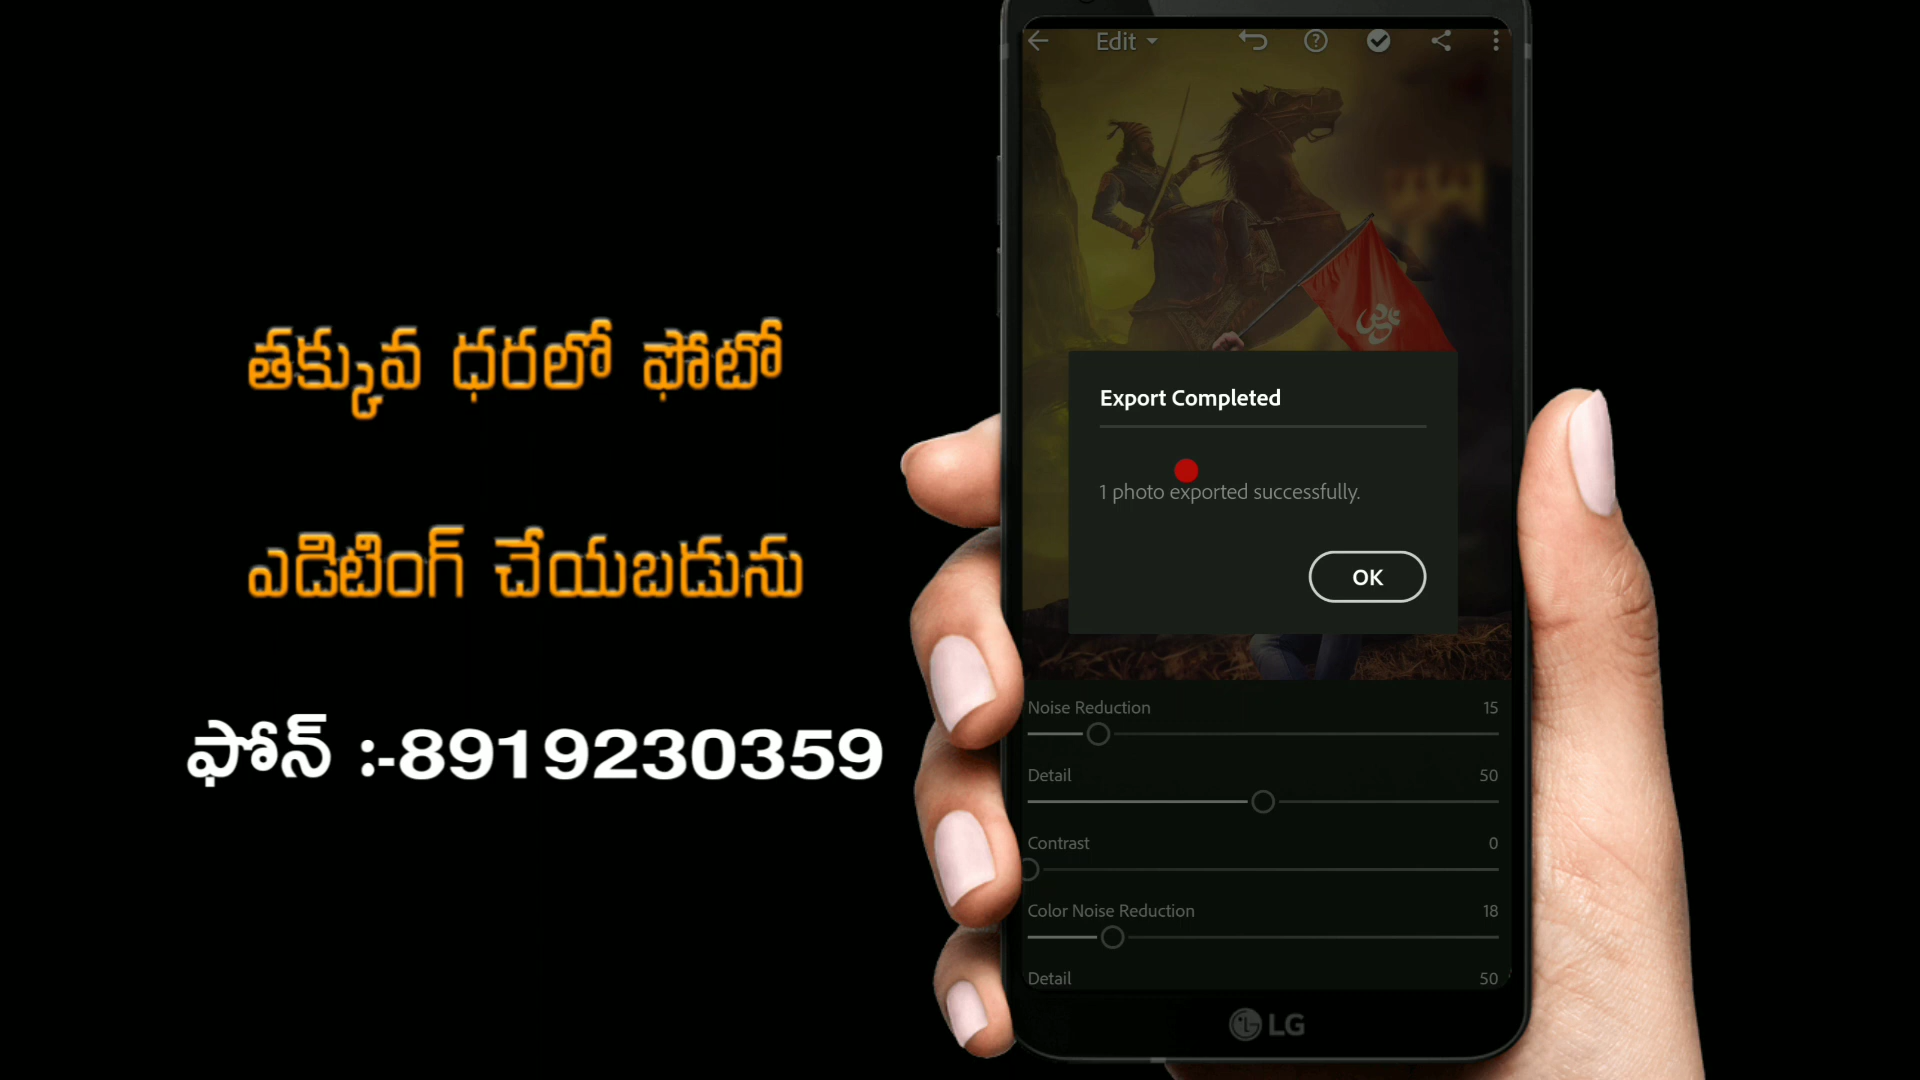 తక్కువ ధరలో ఫోటో
ఎడిటింగ్ చేయబడును
ఫోన్ :-8919230359
Edit
Export Completed
1 photo exported successfully.
OK
Noise Reduction 15
Detail 50
Contrast 0
Color Noise Reduction 18
Detail 50
LG